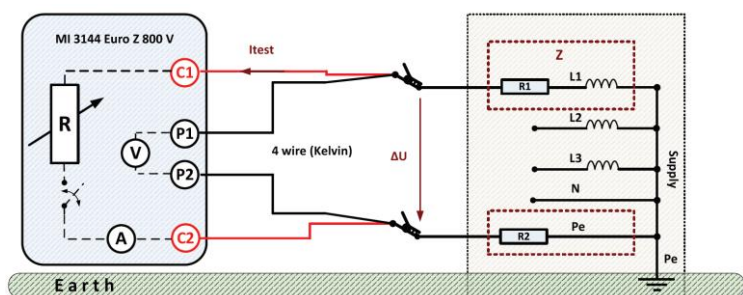 MI 3144 Euro Z 800 V
Itest
Z
C1
R1
L1
R
P1
L2
V
4 wire (Kelvin)
ΔU
P2
L3
Supply
N
Pe
A
C2
R2
Pe
Earth